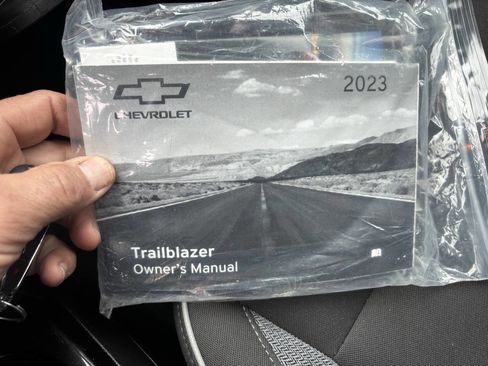 2023
CHEVROLET
Trailblazer
Owner's Manual